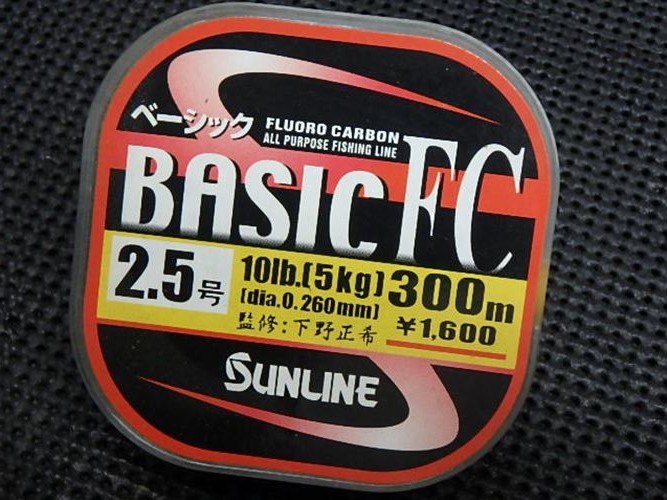 ベーシック
FLUORO CARBON
ALL PURPOSE FISHING LINE
BASIC FC
2.5号
10lb.(5kg)
(dia.0.260mm)
監修:下野正希
300m
¥1,600
SUNLINE